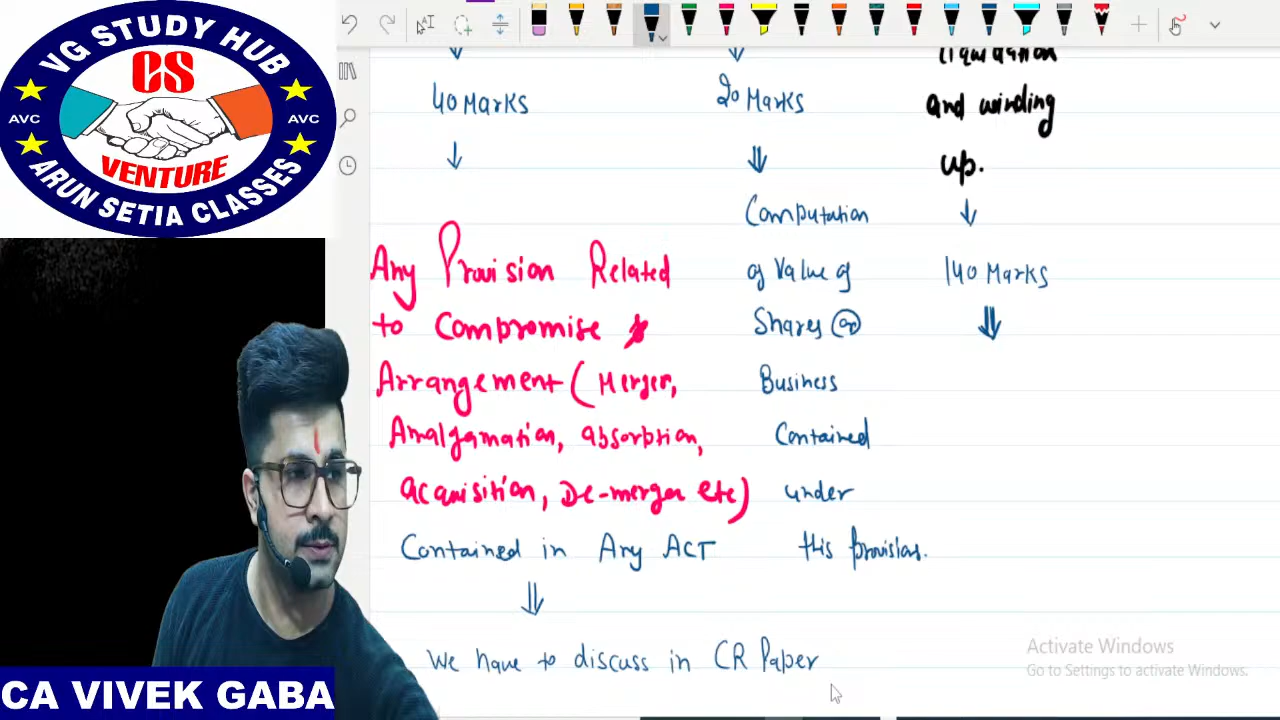 VG STUDY HUB
CS
AVC
AVC
VENTURE
ARUN SETIA CLASSES
CA VIVEK GABA
40 Marks
Any Provision Related
to Compromise &
Arrangement (Merger,
Amalgamation, absorption,
acquisition, De-merger etc)
Contained in Any ACT
We have to discuss in CR Paper
20 Marks
Computation
of Value of
Shares or
Business
Contained
under
this provision.
liquidation
and winding
up.
140 Marks
Activate Windows
Go to Settings to activate Windows.